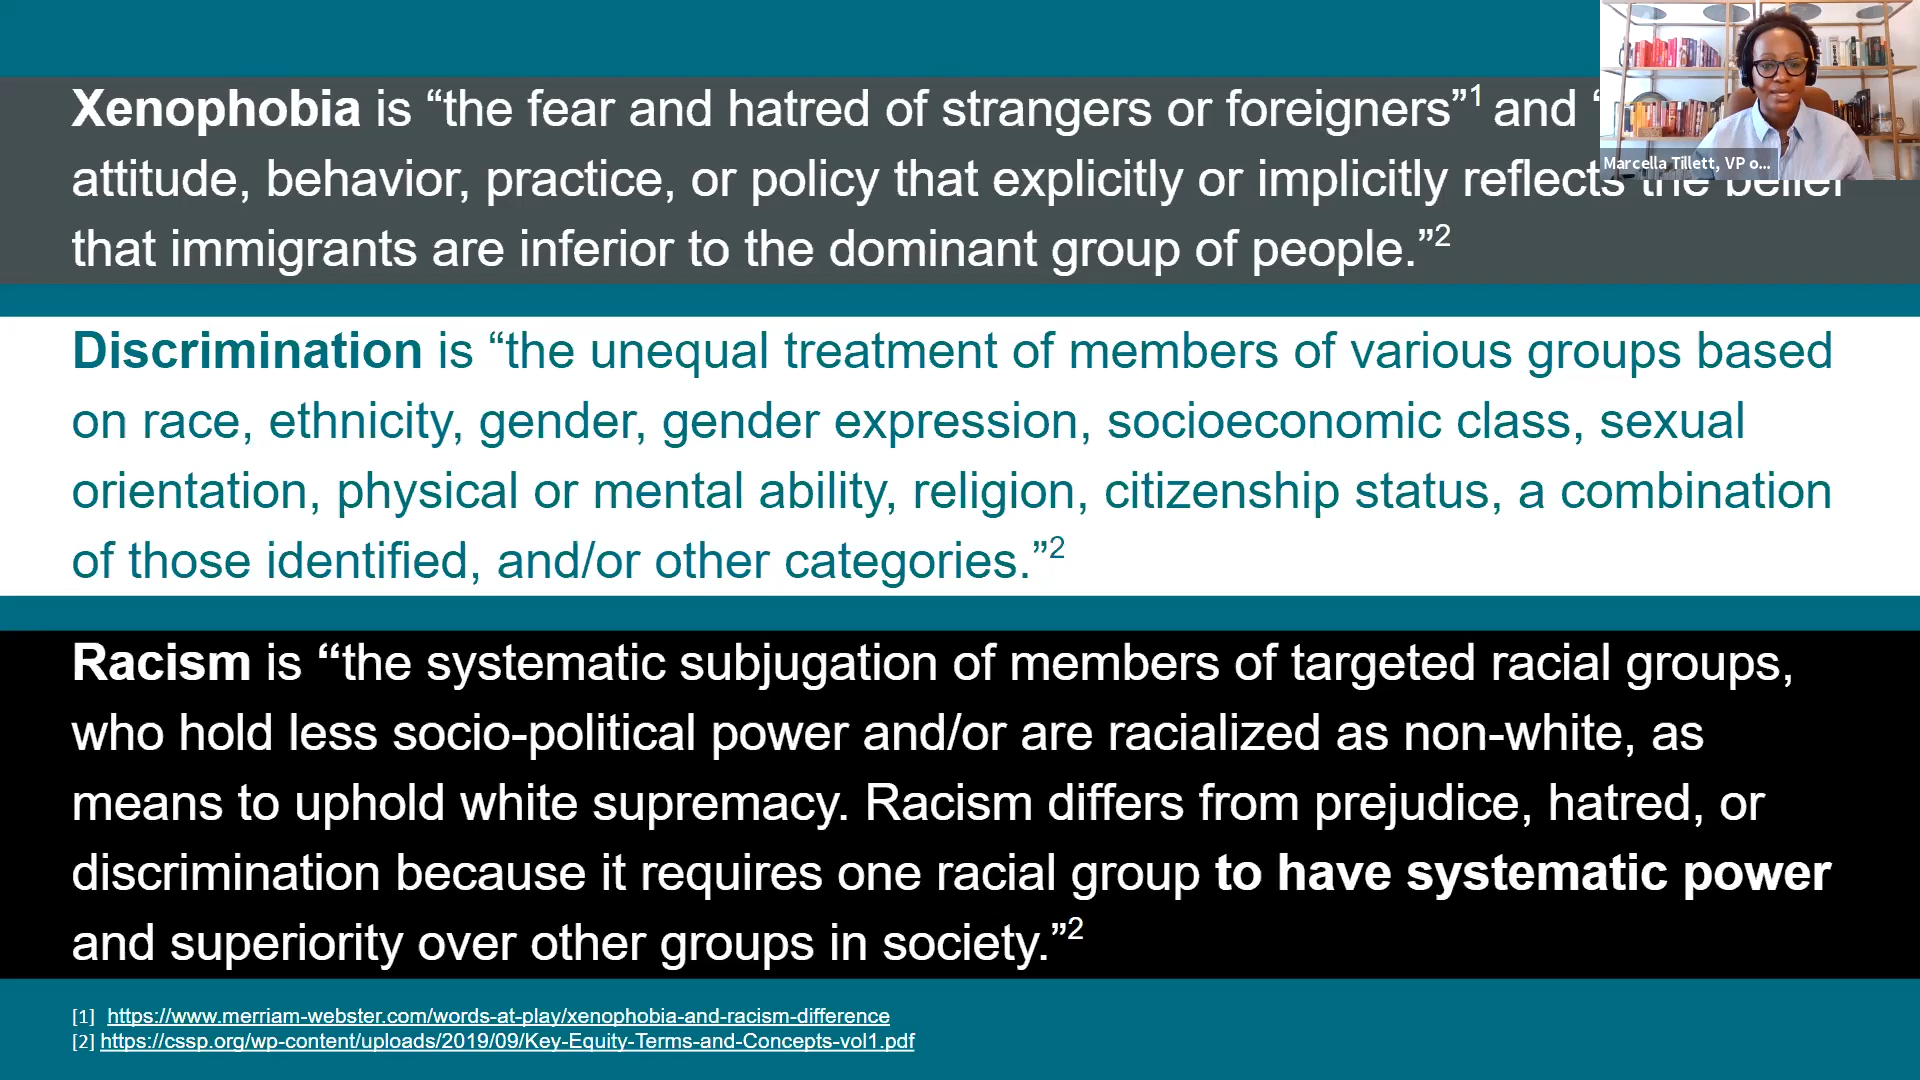 Xenophobia is “the fear and hatred of strangers or foreigners”1 and “
attitude, behavior, practice, or policy that explicitly or implicitly reflects the belief
that immigrants are inferior to the dominant group of people.”2
Marcella Tillett, VP o...
Discrimination is “the unequal treatment of members of various groups based
on race, ethnicity, gender, gender expression, socioeconomic class, sexual
orientation, physical or mental ability, religion, citizenship status, a combination
of those identified, and/or other categories.”2
Racism is “the systematic subjugation of members of targeted racial groups,
who hold less socio-political power and/or are racialized as non-white, as
means to uphold white supremacy. Racism differs from prejudice, hatred, or
discrimination because it requires one racial group to have systematic power
and superiority over other groups in society.”2
[1] https://www.merriam-webster.com/words-at-play/xenophobia-and-racism-difference
[2] https://cssp.org/wp-content/uploads/2019/09/Key-Equity-Terms-and-Concepts-vol1.pdf